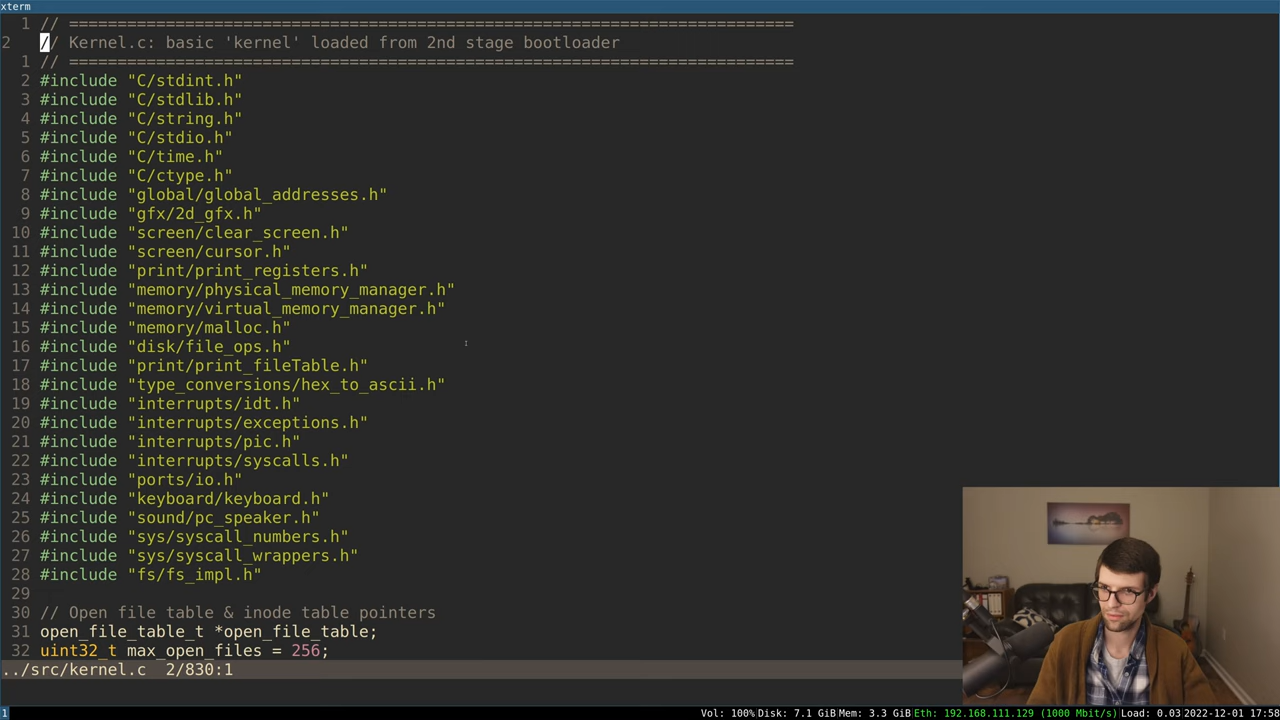 xterm
1 // ===========================================================================
2 // Kernel.c: basic 'kernel' loaded from 2nd stage bootloader
1 // ===========================================================================
2 #include "C/stdint.h"
3 #include "C/stdlib.h"
4 #include "C/string.h"
5 #include "C/stdio.h"
6 #include "C/time.h"
7 #include "C/ctype.h"
8 #include "global/global_addresses.h"
9 #include "gfx/2d_gfx.h"
10 #include "screen/clear_screen.h"
11 #include "screen/cursor.h"
12 #include "print/print_registers.h"
13 #include "memory/physical_memory_manager.h"
14 #include "memory/virtual_memory_manager.h"
15 #include "memory/malloc.h"
16 #include "disk/file_ops.h"
17 #include "print/print_fileTable.h"
18 #include "type_conversions/hex_to_ascii.h"
19 #include "interrupts/idt.h"
20 #include "interrupts/exceptions.h"
21 #include "interrupts/pic.h"
22 #include "interrupts/syscalls.h"
23 #include "ports/io.h"
24 #include "keyboard/keyboard.h"
25 #include "sound/pc_speaker.h"
26 #include "sys/syscall_numbers.h"
27 #include "sys/syscall_wrappers.h"
28 #include "fs/fs_impl.h"
29
30 // Open file table & inode table pointers
31 open_file_table_t *open_file_table;
32 uint32_t max_open_files = 256;
../src/kernel.c 2/830:1
1 Vol: 100% Disk: 7.1 GiB Mem: 3.3 GiB Eth: 192.168.111.129 (1000 Mbit/s) Load: 0.03 2022-12-01 17:58